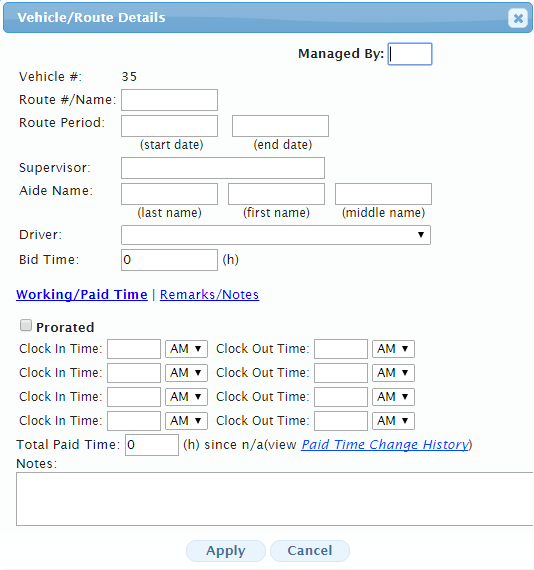 Vehicle/Route Details
Managed By:
Vehicle #: 35
Route #/Name:
Route Period:
(start date) (end date)
Supervisor:
Aide Name:
(last name) (first name) (middle name)
Driver:
Bid Time: 0 (h)
Working/Paid Time | Remarks/Notes
Prorated
Clock In Time: AM Clock Out Time: AM
Clock In Time: AM Clock Out Time: AM
Clock In Time: AM Clock Out Time: AM
Clock In Time: AM Clock Out Time: AM
Total Paid Time: 0 (h) since n/a(view Paid Time Change History)
Notes:
Apply Cancel